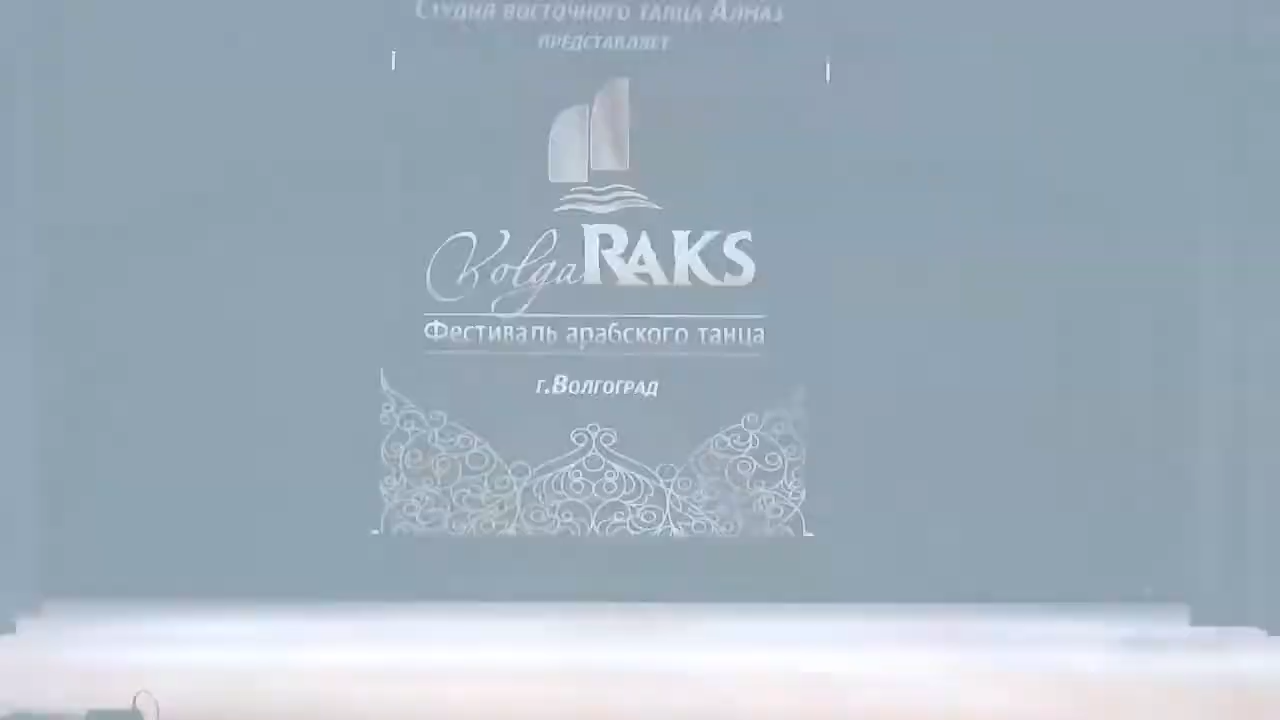 Студия восточного танца Алмаз
представляет
VolgaRAKS
Фестиваль арабского танца
г.Волгоград